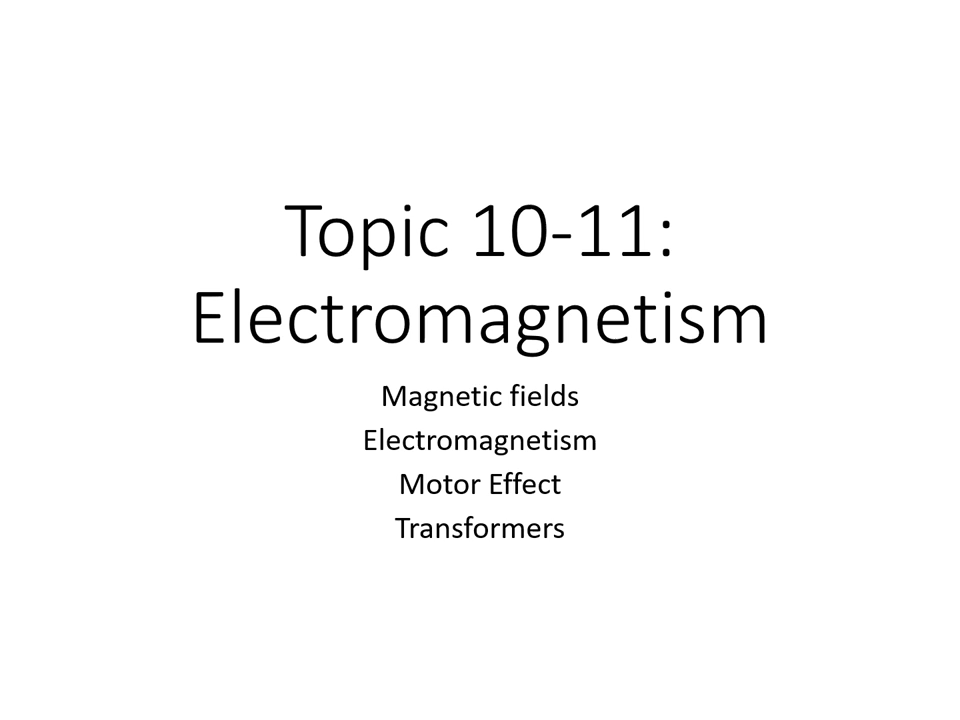 Topic 10-11:
Electromagnetism
Magnetic fields
Electromagnetism
Motor Effect
Transformers